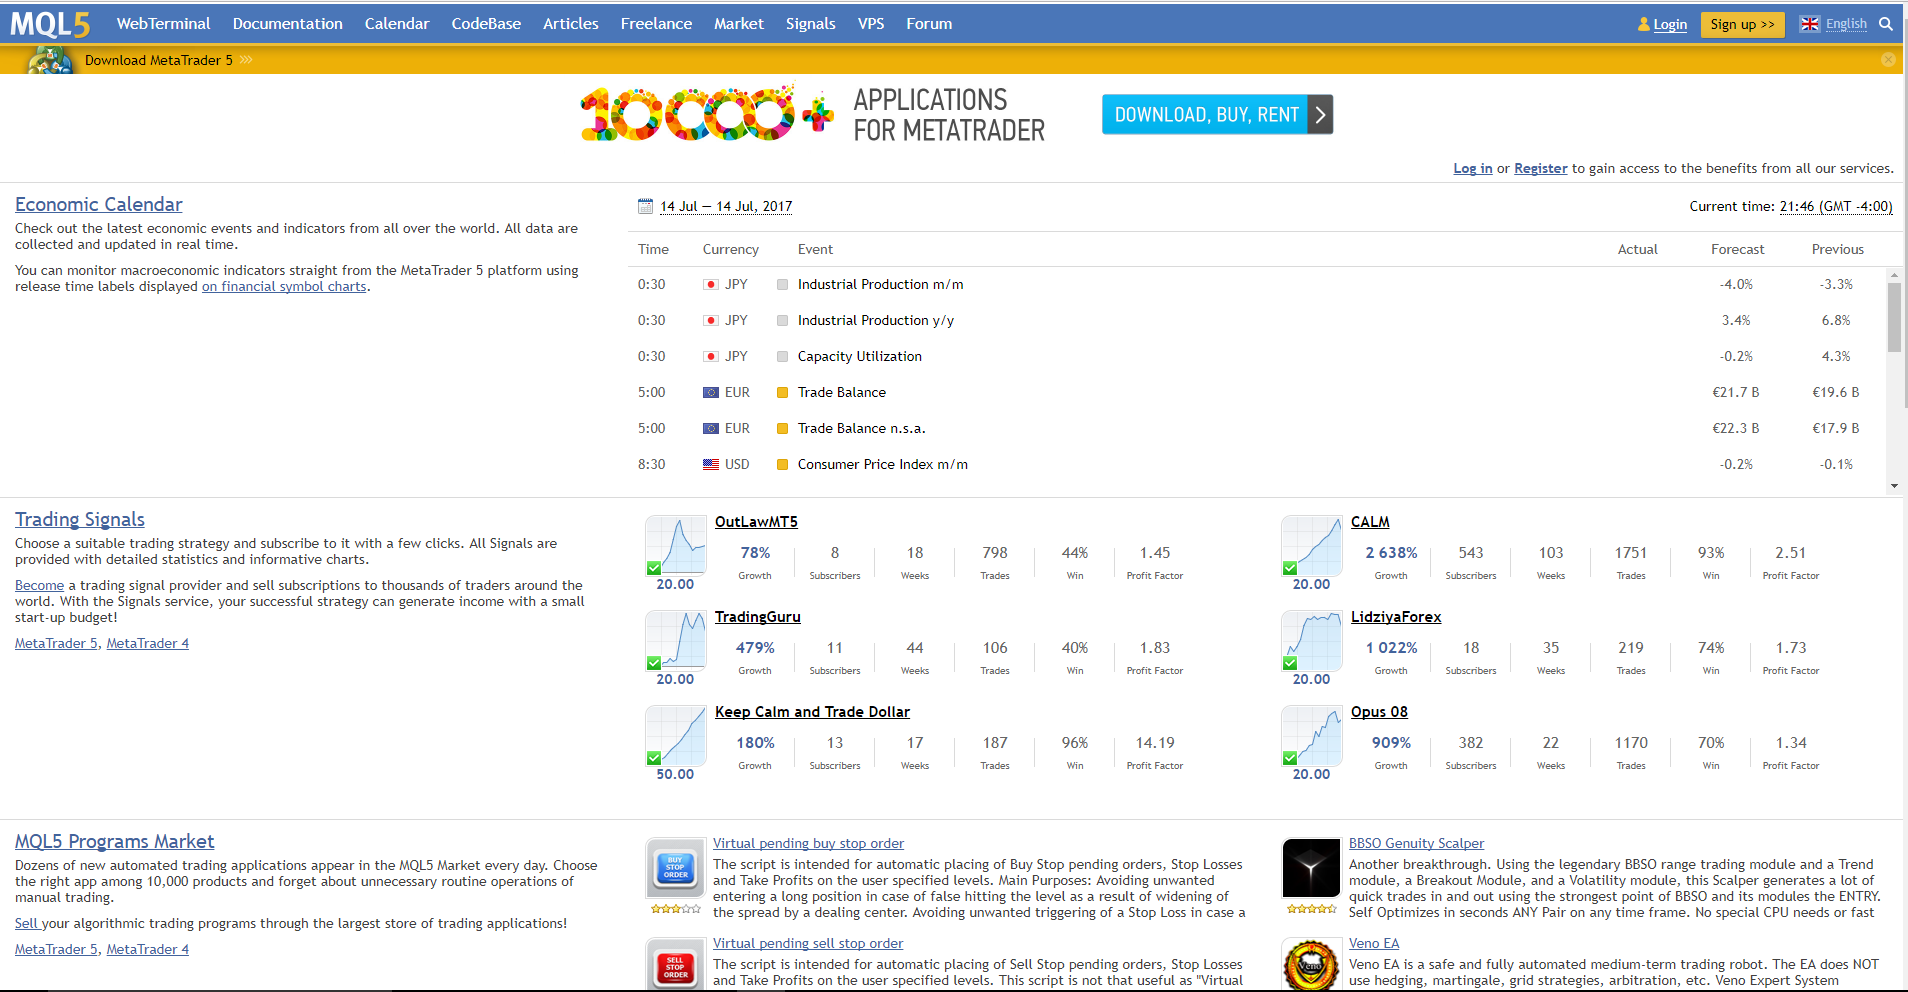 MQL5 WebTerminal Documentation Calendar CodeBase Articles Freelance Market Signals VPS Forum Login Sign up >> English
Download MetaTrader 5
10000+ APPLICATIONS
FOR METATRADER
DOWNLOAD, BUY, RENT
Log in or Register to gain access to the benefits from all our services.
Economic Calendar
Check out the latest economic events and indicators from all over the world. All data are
collected and updated in real time.
You can monitor macroeconomic indicators straight from the MetaTrader 5 platform using
release time labels displayed on financial symbol charts.
14 Jul — 14 Jul, 2017
Current time: 21:46 (GMT -4:00)
Time Currency Event Actual Forecast Previous
0:30 JPY Industrial Production m/m -4.0% -3.3%
0:30 JPY Industrial Production y/y 3.4% 6.8%
0:30 JPY Capacity Utilization -0.2% 4.3%
5:00 EUR Trade Balance €21.7 B €19.6 B
5:00 EUR Trade Balance n.s.a. €22.3 B €17.9 B
8:30 USD Consumer Price Index m/m -0.2% -0.1%
Trading Signals
Choose a suitable trading strategy and subscribe to it with a few clicks. All Signals are
provided with detailed statistics and informative charts.
Become a trading signal provider and sell subscriptions to thousands of traders around the
world. With the Signals service, your successful strategy can generate income with a small
start-up budget!
MetaTrader 5, MetaTrader 4
OutLawMT5
78% 8 18 798 44% 1.45
Growth Subscribers Weeks Trades Win Profit Factor
20.00
CALM
2 638% 543 103 1751 93% 2.51
Growth Subscribers Weeks Trades Win Profit Factor
20.00
TradingGuru
479% 11 44 106 40% 1.83
Growth Subscribers Weeks Trades Win Profit Factor
20.00
LidziyaForex
1 022% 18 35 219 74% 1.73
Growth Subscribers Weeks Trades Win Profit Factor
20.00
Keep Calm and Trade Dollar
180% 13 17 187 96% 14.19
Growth Subscribers Weeks Trades Win Profit Factor
50.00
Opus 08
909% 382 22 1170 70% 1.34
Growth Subscribers Weeks Trades Win Profit Factor
20.00
MQL5 Programs Market
Dozens of new automated trading applications appear in the MQL5 Market every day. Choose
the right app among 10,000 products and forget about unnecessary routine operations of
manual trading.
Sell your algorithmic trading programs through the largest store of trading applications!
MetaTrader 5, MetaTrader 4
BUY
STOP
ORDER
Virtual pending buy stop order
The script is intended for automatic placing of Buy Stop pending orders, Stop Losses
and Take Profits on the user specified levels. Main Purposes: Avoiding unwanted
entering a long position in case of false hitting the level as a result of widening of
the spread by a dealing center. Avoiding unwanted triggering of a Stop Loss in case a
BBSO Genuity Scalper
Another breakthrough. Using the legendary BBSO range trading module and a Trend
module, a Breakout Module, and a Volatility module, this Scalper generates a lot of
quick trades in and out using the strongest point of BBSO and its modules the ENTRY.
Self Optimizes in seconds ANY Pair on any time frame. No special CPU needs or fast
SELL
STOP
ORDER
Virtual pending sell stop order
The script is intended for automatic placing of Sell Stop pending orders, Stop Losses
and Take Profits on the user specified levels. This script is not that useful as "Virtual
Veno
Veno EA
Veno EA is a safe and fully automated medium-term trading robot. The EA does NOT
use hedging, martingale, grid strategies, arbitration, etc. Veno Expert System